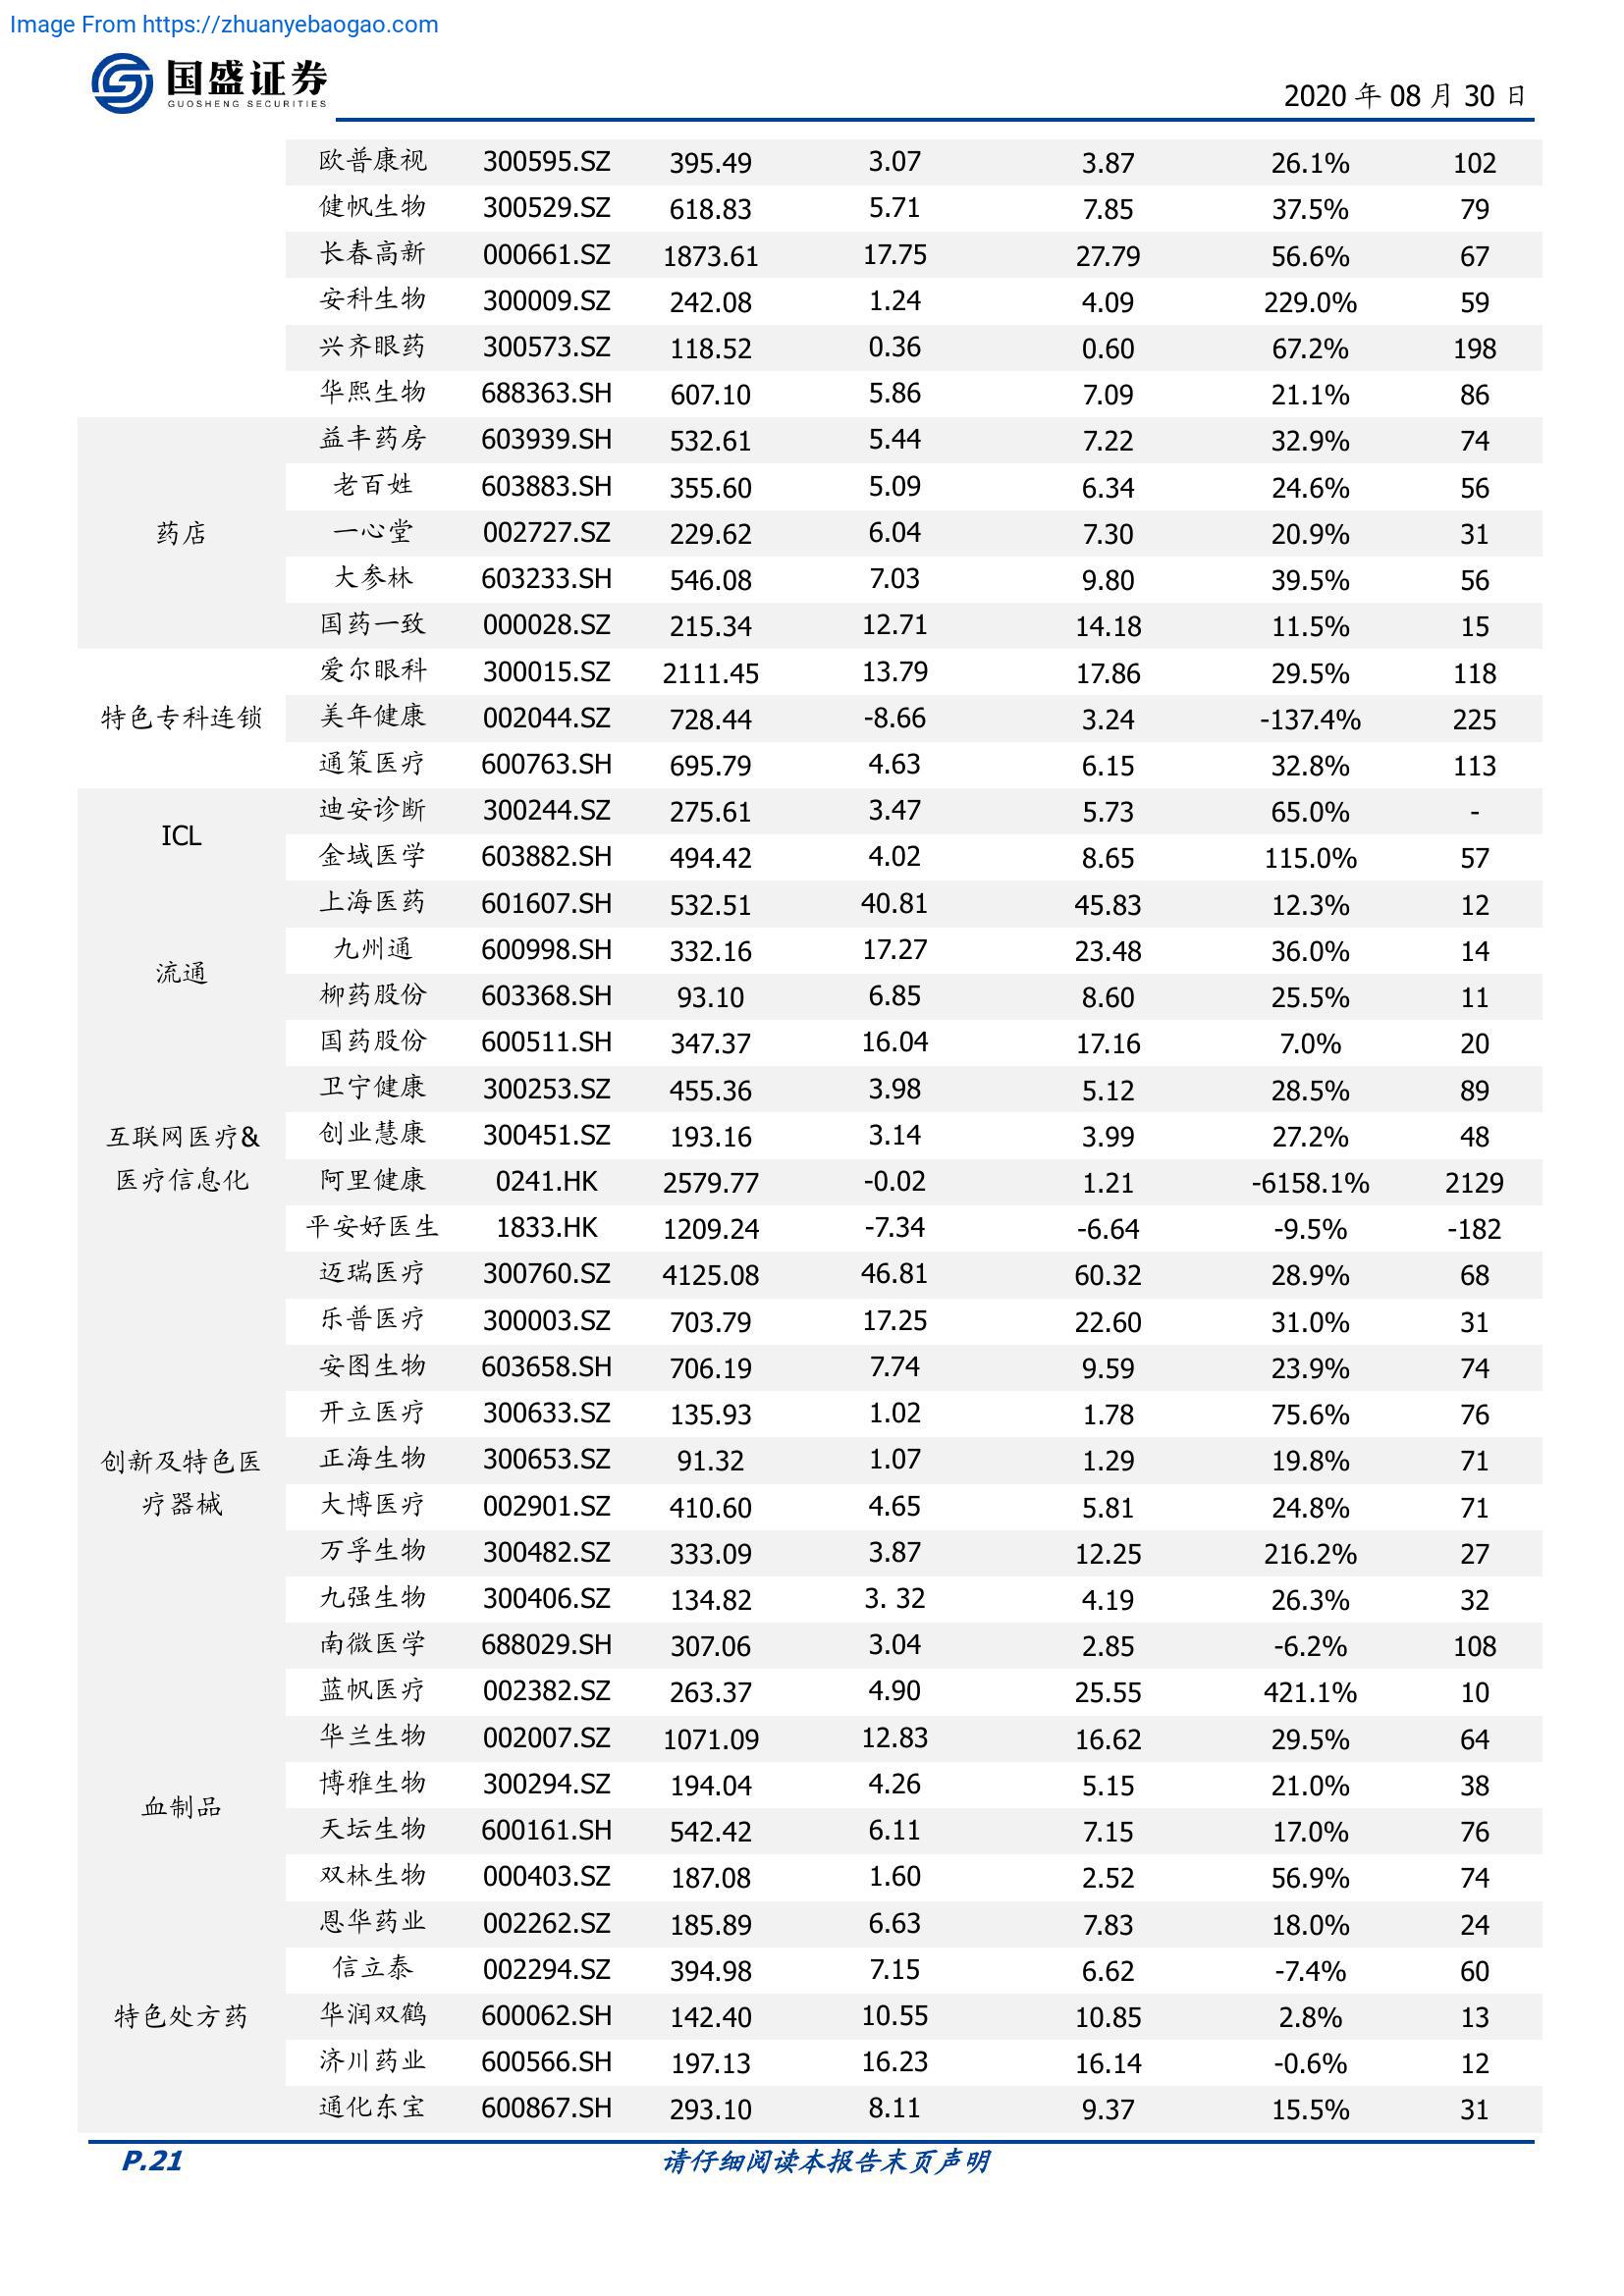 Image From https://zhuanyebaogao.com
国盛证券
GUOSHENG SECURITIES
2020 年 08 月 30 日
欧普康视 300595.SZ 395.49 3.07 3.87 26.1% 102
健帆生物 300529.SZ 618.83 5.71 7.85 37.5% 79
长春高新 000661.SZ 1873.61 17.75 27.79 56.6% 67
安科生物 300009.SZ 242.08 1.24 4.09 229.0% 59
兴齐眼药 300573.SZ 118.52 0.36 0.60 67.2% 198
华熙生物 688363.SH 607.10 5.86 7.09 21.1% 86
益丰药房 603939.SH 532.61 5.44 7.22 32.9% 74
老百姓 603883.SH 355.60 5.09 6.34 24.6% 56
药店 一心堂 002727.SZ 229.62 6.04 7.30 20.9% 31
大参林 603233.SH 546.08 7.03 9.80 39.5% 56
国药一致 000028.SZ 215.34 12.71 14.18 11.5% 15
爱尔眼科 300015.SZ 2111.45 13.79 17.86 29.5% 118
特色专科连锁 美年健康 002044.SZ 728.44 -8.66 3.24 -137.4% 225
通策医疗 600763.SH 695.79 4.63 6.15 32.8% 113
迪安诊断 300244.SZ 275.61 3.47 5.73 65.0% -
ICL
金域医学 603882.SH 494.42 4.02 8.65 115.0% 57
上海医药 601607.SH 532.51 40.81 45.83 12.3% 12
九州通 600998.SH 332.16 17.27 23.48 36.0% 14
流通
柳药股份 603368.SH 93.10 6.85 8.60 25.5% 11
国药股份 600511.SH 347.37 16.04 17.16 7.0% 20
卫宁健康 300253.SZ 455.36 3.98 5.12 28.5% 89
互联网医疗& 创业慧康 300451.SZ 193.16 3.14 3.99 27.2% 48
医疗信息化 阿里健康 0241.HK 2579.77 -0.02 1.21 -6158.1% 2129
平安好医生 1833.HK 1209.24 -7.34 -6.64 -9.5% -182
迈瑞医疗 300760.SZ 4125.08 46.81 60.32 28.9% 68
乐普医疗 300003.SZ 703.79 17.25 22.60 31.0% 31
安图生物 603658.SH 706.19 7.74 9.59 23.9% 74
开立医疗 300633.SZ 135.93 1.02 1.78 75.6% 76
创新及特色医 正海生物 300653.SZ 91.32 1.07 1.29 19.8% 71
疗器械 大博医疗 002901.SZ 410.60 4.65 5.81 24.8% 71
万孚生物 300482.SZ 333.09 3.87 12.25 216.2% 27
九强生物 300406.SZ 134.82 3. 32 4.19 26.3% 32
南微医学 688029.SH 307.06 3.04 2.85 -6.2% 108
蓝帆医疗 002382.SZ 263.37 4.90 25.55 421.1% 10
华兰生物 002007.SZ 1071.09 12.83 16.62 29.5% 64
博雅生物 300294.SZ 194.04 4.26 5.15 21.0% 38
血制品
天坛生物 600161.SH 542.42 6.11 7.15 17.0% 76
双林生物 000403.SZ 187.08 1.60 2.52 56.9% 74
恩华药业 002262.SZ 185.89 6.63 7.83 18.0% 24
信立泰 002294.SZ 394.98 7.15 6.62 -7.4% 60
特色处方药 华润双鹤 600062.SH 142.40 10.55 10.85 2.8% 13
济川药业 600566.SH 197.13 16.23 16.14 -0.6% 12
通化东宝 600867.SH 293.10 8.11 9.37 15.5% 31
P.21 请仔细阅读本报告末页声明